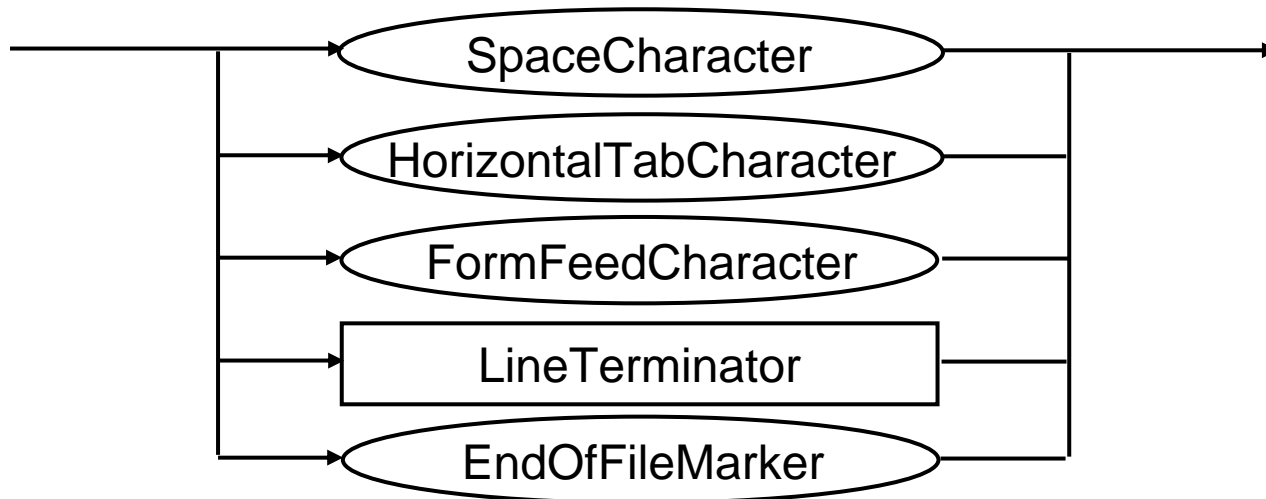 SpaceCharacter
HorizontalTabCharacter
FormFeedCharacter
LineTerminator
EndOfFileMarker